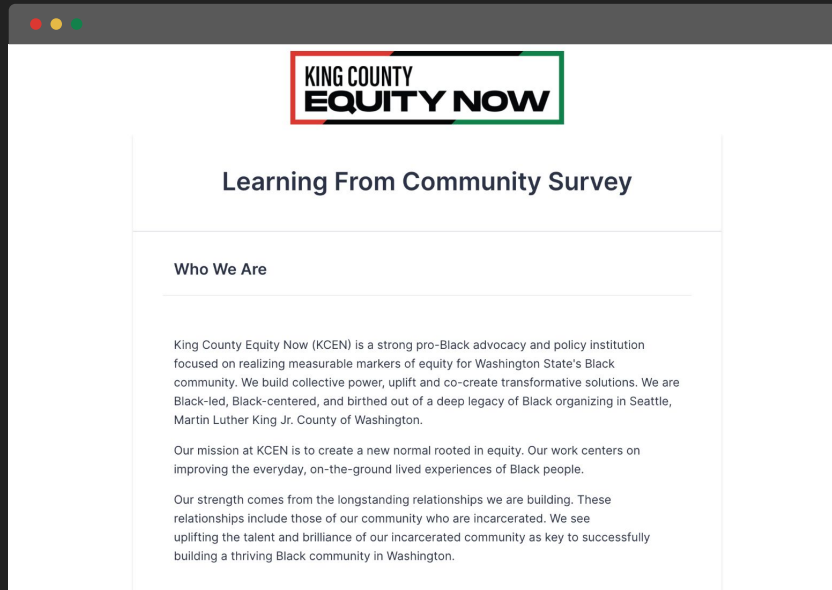 KING COUNTY
EQUITY NOW
Learning From Community Survey
Who We Are
King County Equity Now (KCEN) is a strong pro-Black advocacy and policy institution
focused on realizing measurable markers of equity for Washington State's Black
community. We build collective power, uplift and co-create transformative solutions. We are
Black-led, Black-centered, and birthed out of a deep legacy of Black organizing in Seattle,
Martin Luther King Jr. County of Washington.
Our mission at KCEN is to create a new normal rooted in equity. Our work centers on
improving the everyday, on-the-ground lived experiences of Black people.
Our strength comes from the longstanding relationships we are building. These
relationships include those of our community who are incarcerated. We see
uplifting the talent and brilliance of our incarcerated community as key to successfully
building a thriving Black community in Washington.